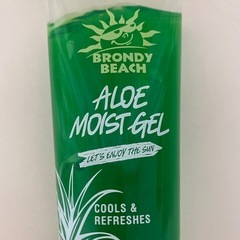 BRONDY
BEACH
ALOE
MOIST-GEL
LET'S ENJOY THE SUN
COOLS &
REFRESHES